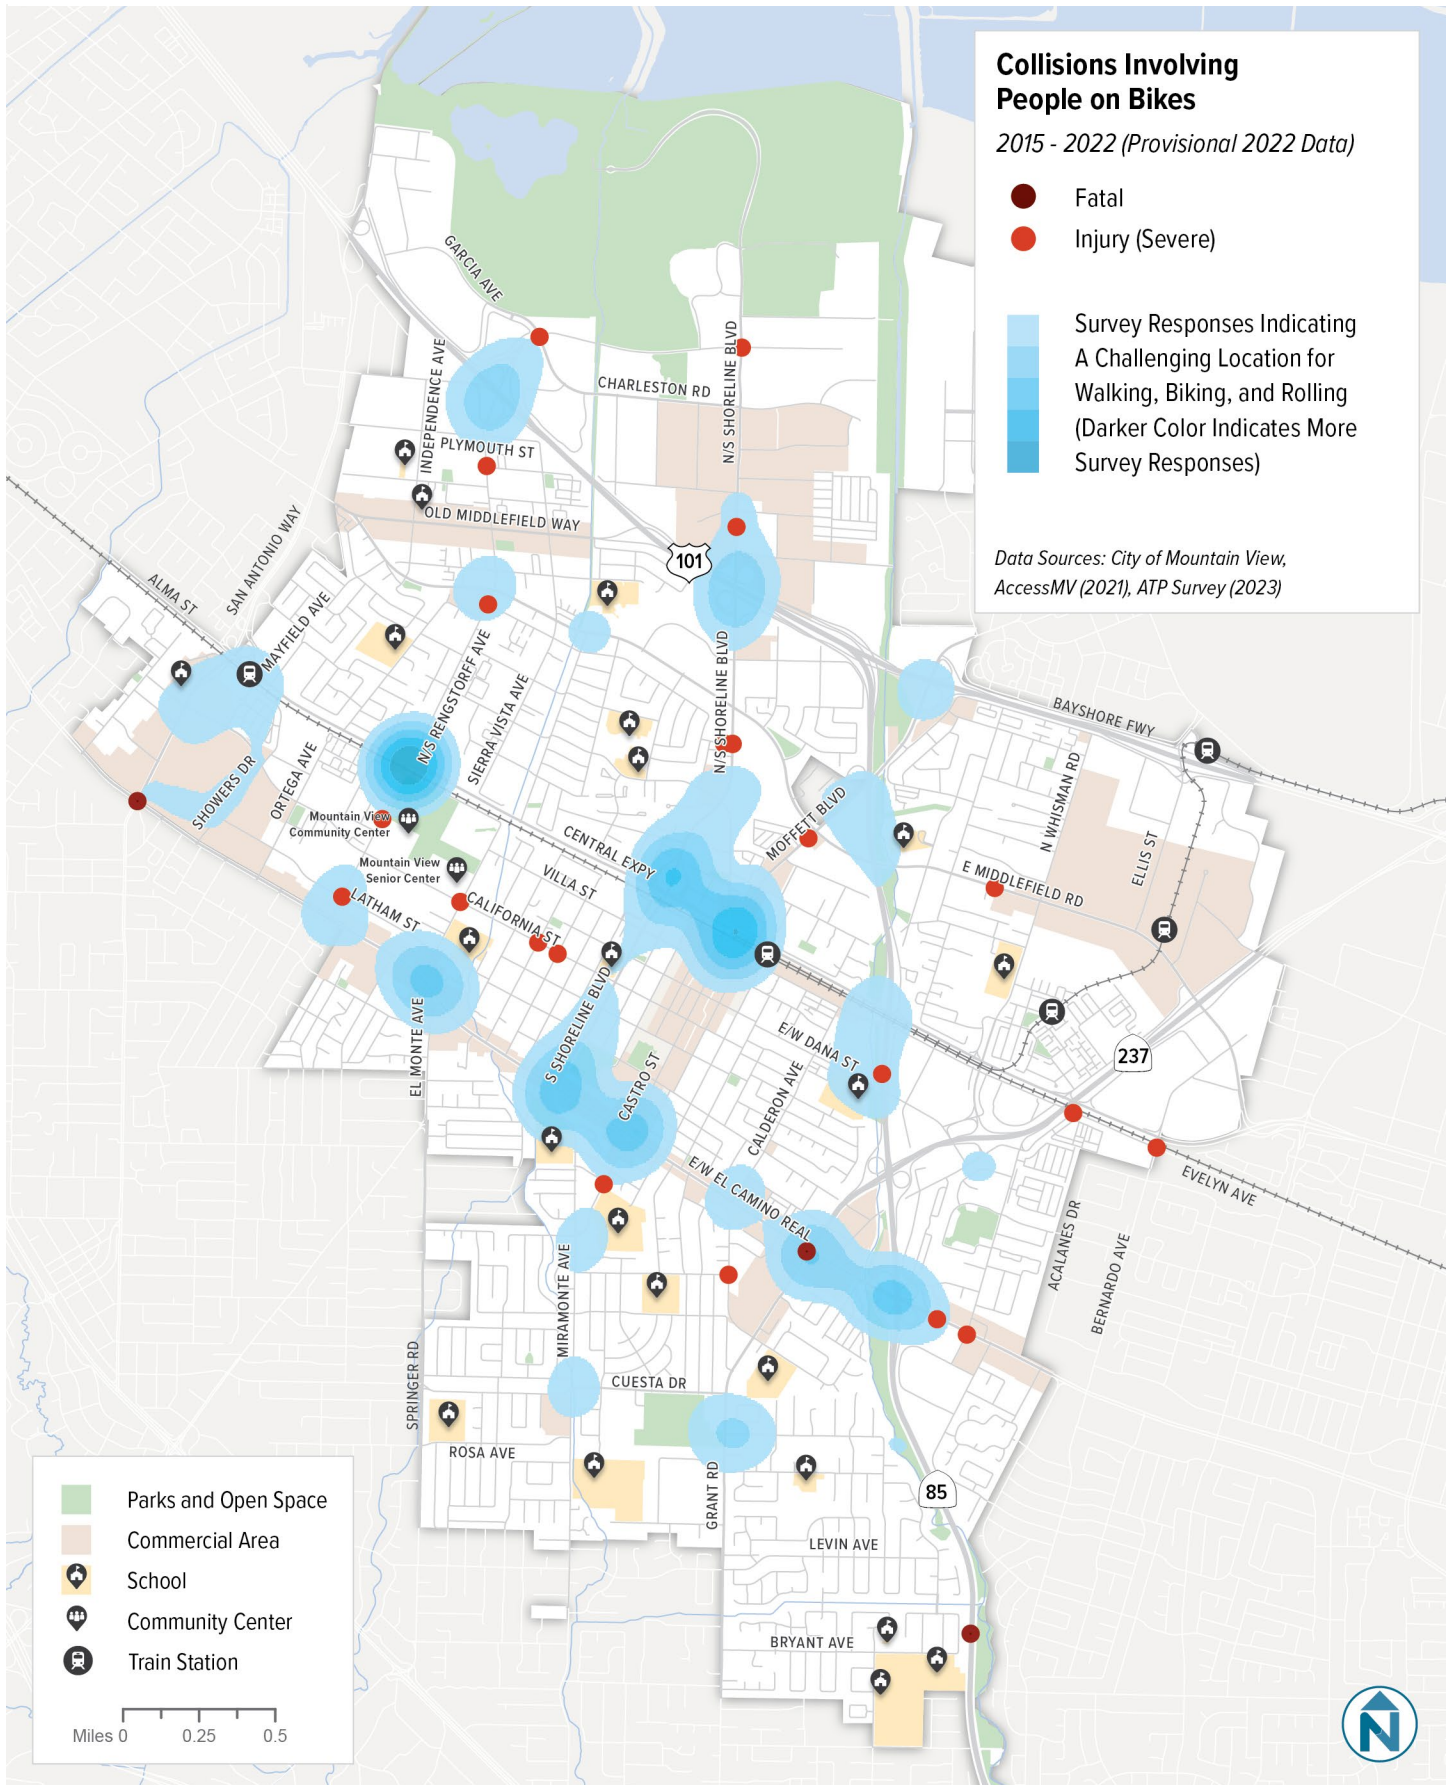 Collisions Involving
People on Bikes
2015 - 2022 (Provisional 2022 Data)
Fatal
Injury (Severe)
Survey Responses Indicating
A Challenging Location for
Walking, Biking, and Rolling
(Darker Color Indicates More
Survey Responses)
Data Sources: City of Mountain View,
AccessMV (2021), ATP Survey (2023)
GARCIA AVE
INDEPENDENCE AVE
CHARLESTON RD
N/S SHORELINE BLVD
PLYMOUTH ST
OLD MIDDLEFIELD WAY
101
SAN ANTONIO WAY
ALMA ST
MAYFIELD AVE
N/S RENGSTORFF AVE
SIERRA VISTA AVE
N/S SHORELINE BLVD
BAYSHORE FWY
N WHISMAN RD
SHOWERS DR
ORTEGA AVE
Mountain View
Community Center
MOFFETT BLVD
CENTRAL EXPY
ELLIS ST
Mountain View
Senior Center
VILLA ST
E MIDDLEFIELD RD
LATHAM ST
CALIFORNIA ST
S SHORELINE BLVD
EL MONTE AVE
E/W DANA ST
237
CASTRO ST
CALDERON AVE
E/W EL CAMINO REAL
EVELYN AVE
ACALANES DR
BERNARDO AVE
MIRAMONTE AVE
SPRINGER RD
CUESTA DR
ROSA AVE
GRANT RD
85
LEVIN AVE
BRYANT AVE
Parks and Open Space
Commercial Area
School
Community Center
Train Station
Miles 0 0.25 0.5
N